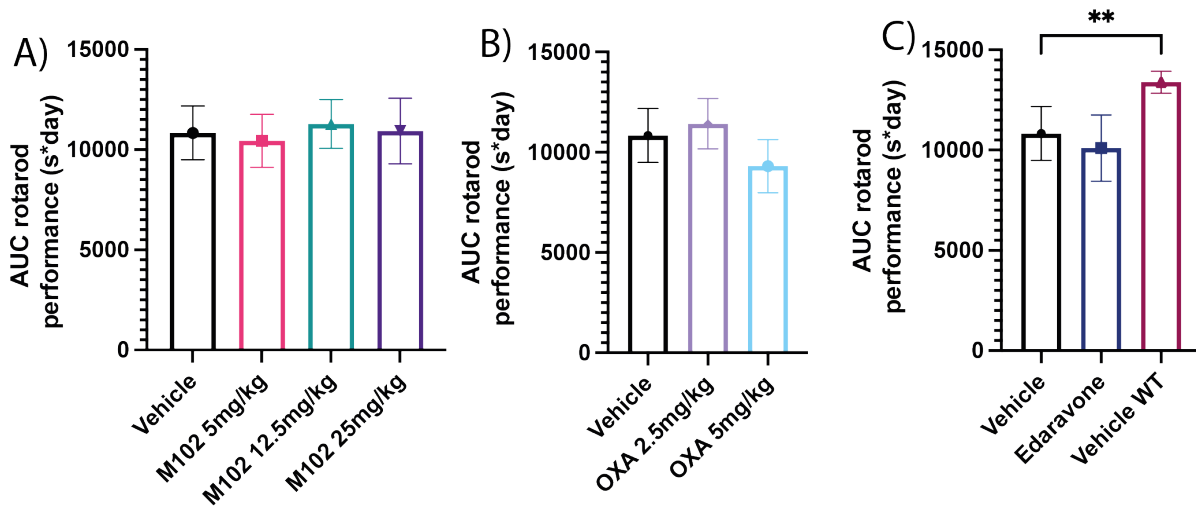 A)
AUC rotarod
performance (s*day)
15000
10000
5000
0
Vehicle
M102 5mg/kg
M102 12.5mg/kg
M102 25mg/kg
B)
AUC rotarod
performance (s*day)
15000
10000
5000
0
Vehicle
OXA 2.5mg/kg
OXA 5mg/kg
C)
AUC rotarod
performance (s*day)
15000
10000
5000
0
**
Vehicle
Edaravone
Vehicle WT